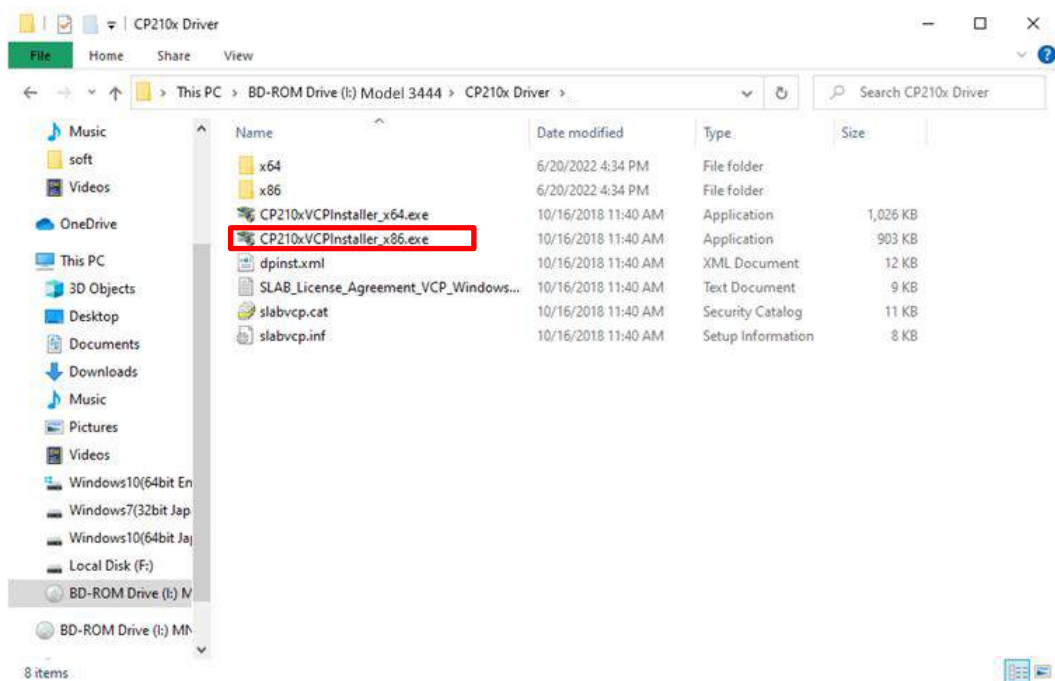 CP210x Driver
File Home Share View
This PC > BD-ROM Drive (I:) Model 3444 > CP210x Driver >
Search CP210x Driver
Name Date modified Type Size
x64 6/20/2022 4:34 PM File folder
x86 6/20/2022 4:34 PM File folder
CP210xVCPInstaller_x64.exe 10/16/2018 11:40 AM Application 1,026 KB
CP210xVCPInstaller_x86.exe 10/16/2018 11:40 AM Application 903 KB
dpinst.xml 10/16/2018 11:40 AM XML Document 12 KB
SLAB_License_Agreement_VCP_Windows... 10/16/2018 11:40 AM Text Document 9 KB
slabvcp.cat 10/16/2018 11:40 AM Security Catalog 11 KB
slabvcp.inf 10/16/2018 11:40 AM Setup Information 8 KB
Music
soft
Videos
OneDrive
This PC
3D Objects
Desktop
Documents
Downloads
Music
Pictures
Videos
Windows10(64bit En
Windows7(32bit Jap
Windows10(64bit Jap
Local Disk (F:)
BD-ROM Drive (I:) M
BD-ROM Drive (I:) MN
8 items